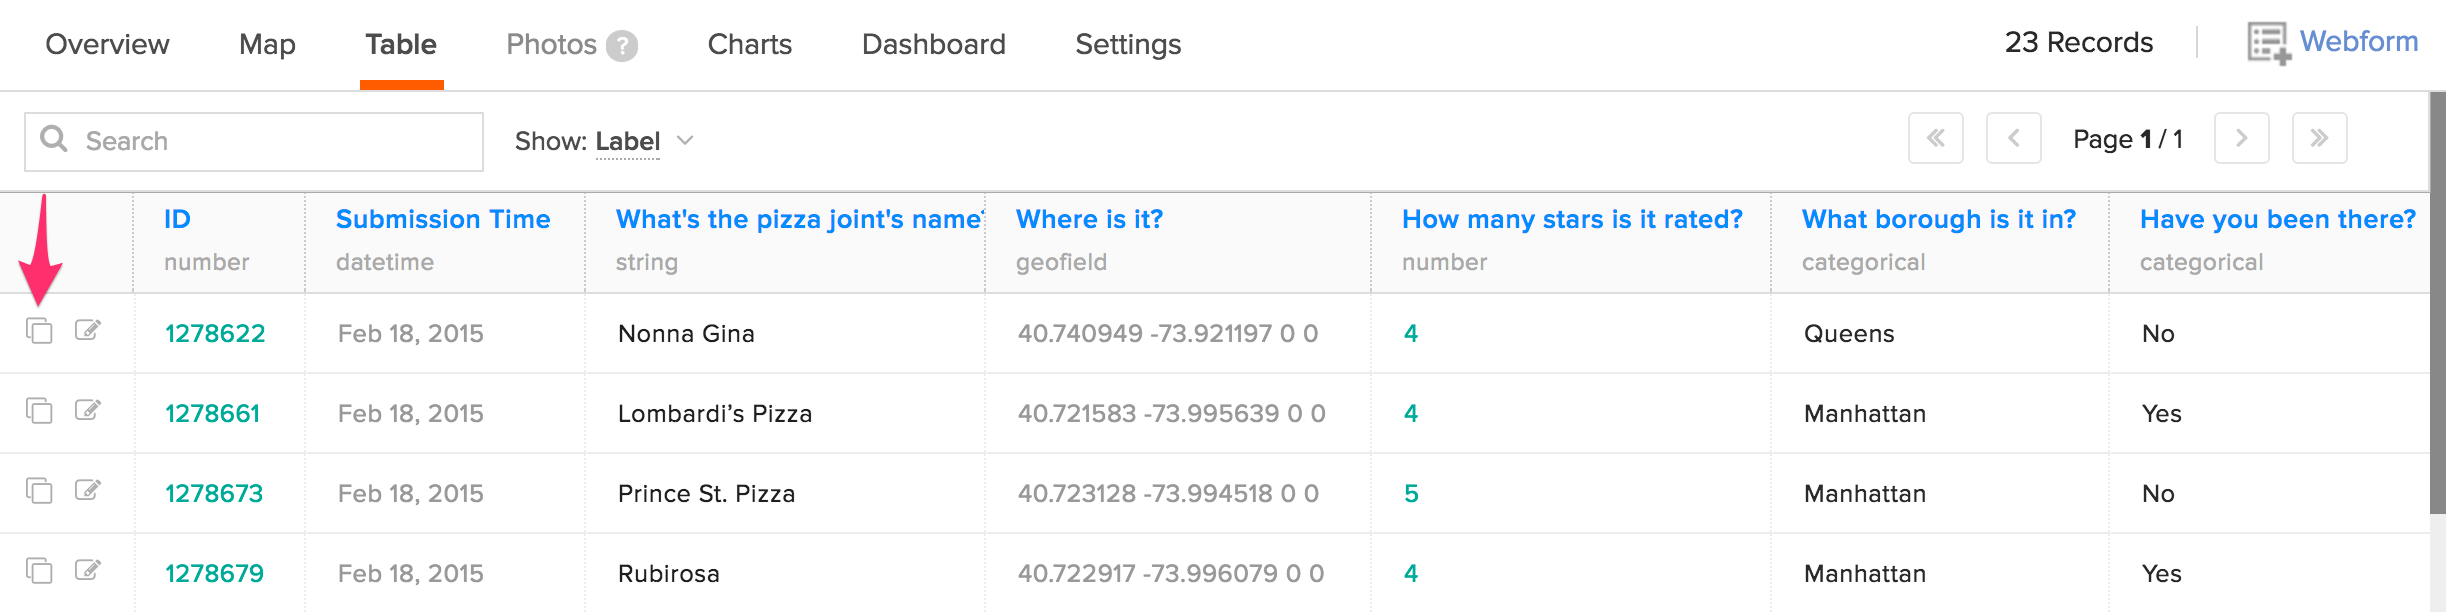 Overview Map Table Photos ? Charts Dashboard Settings 23 Records Webform
Search Show: Label Page 1 / 1
ID Submission Time What's the pizza joint's name? Where is it? How many stars is it rated? What borough is it in? Have you been there?
number datetime string geofield number categorical categorical
1278622 Feb 18, 2015 Nonna Gina 40.740949 -73.921197 0 0 4 Queens No
1278661 Feb 18, 2015 Lombardi’s Pizza 40.721583 -73.995639 0 0 4 Manhattan Yes
1278673 Feb 18, 2015 Prince St. Pizza 40.723128 -73.994518 0 0 5 Manhattan No
1278679 Feb 18, 2015 Rubirosa 40.722917 -73.996079 0 0 4 Manhattan Yes